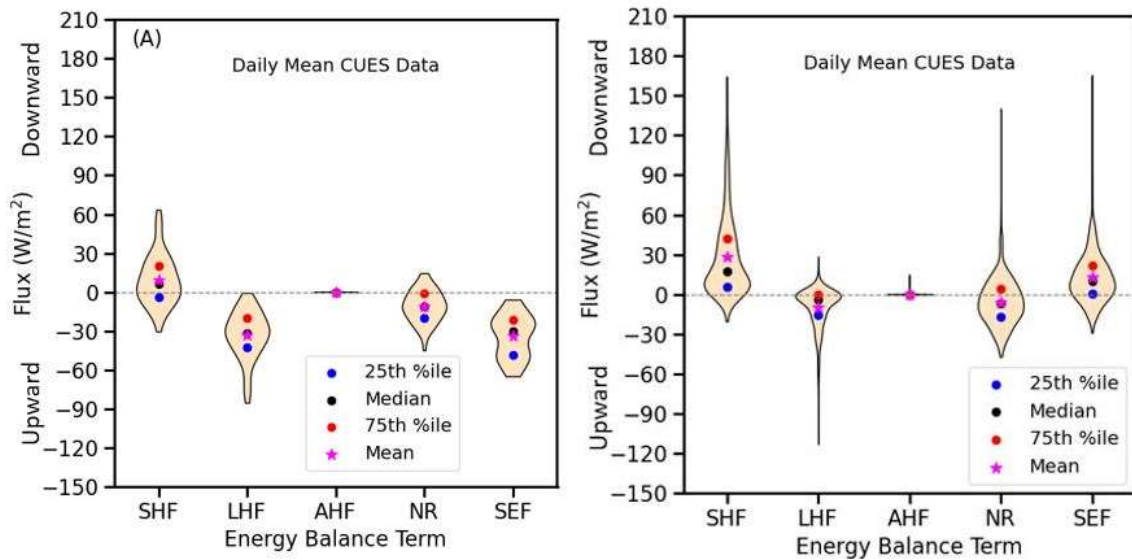 (A)
Daily Mean CUES Data
210
180
150
120
90
60
30
0
−30
−60
−90
−120
−150
Downward
Flux (W/m²)
Upward
25th %ile
Median
75th %ile
Mean
SHF LHF AHF NR SEF
Energy Balance Term
Daily Mean CUES Data
210
180
150
120
90
60
30
0
−30
−60
−90
−120
−150
Downward
Flux (W/m²)
Upward
25th %ile
Median
75th %ile
Mean
SHF LHF AHF NR SEF
Energy Balance Term